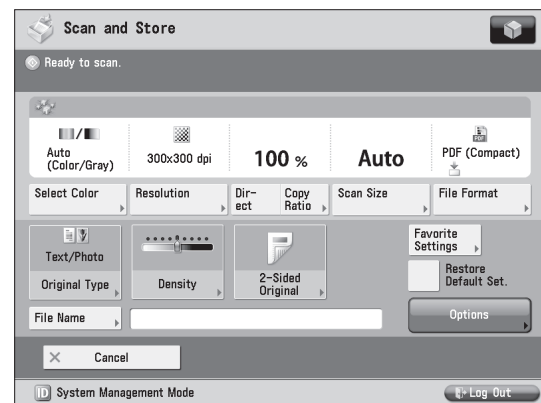 Scan and Store
Ready to scan.
Auto
(Color/Gray)
300x300 dpi
100 %
Auto
PDF
PDF (Compact)
Select Color
Resolution
Dir-
ect
Copy
Ratio
Scan Size
File Format
Text/Photo
Original Type
Density
2-Sided
Original
Favorite
Settings
Restore
Default Set.
File Name
Options
Cancel
ID System Management Mode
Log Out